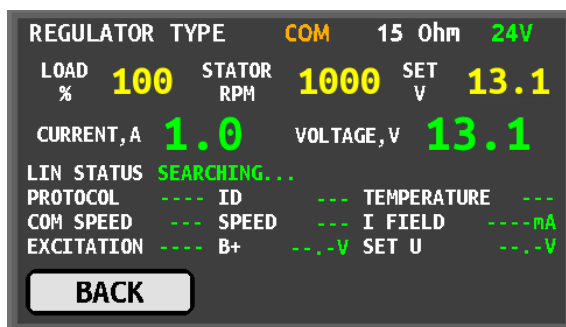 REGULATOR TYPE COM 15 Ohm 24V
LOAD % 100 STATOR RPM 1000 SET V 13.1
CURRENT,A 1.0 VOLTAGE,V 13.1
LIN STATUS SEARCHING...
PROTOCOL ---- ID --- TEMPERATURE ---
COM SPEED --- SPEED --- I FIELD ----mA
EXCITATION ---- B+ --.-V SET U --.-V
BACK